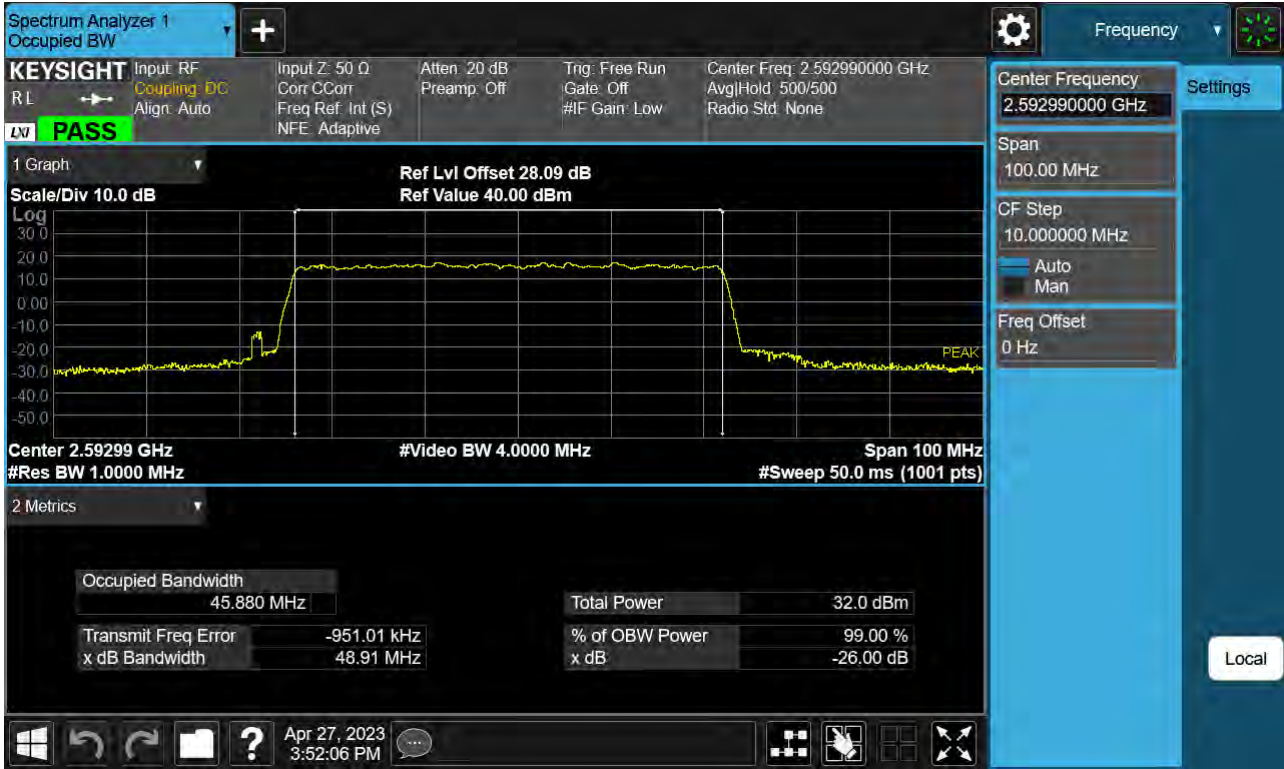 Spectrum Analyzer 1
Occupied BW
Frequency
KEYSIGHT
RL
LXI
PASS
Input: RF
Coupling: DC
Align: Auto
Input Z: 50 Ω
Corr CCorr
Freq Ref: Int (S)
NFE: Adaptive
Atten: 20 dB
Preamp: Off
Trig: Free Run
Gate: Off
#IF Gain: Low
Center Freq: 2.592990000 GHz
Avg|Hold: 500/500
Radio Std: None
1 Graph
Scale/Div 10.0 dB
Ref Lvl Offset 28.09 dB
Ref Value 40.00 dBm
Log
30.0
20.0
10.0
0.00
-10.0
-20.0
-30.0
-40.0
-50.0
PEAK
Center 2.59299 GHz
#Video BW 4.0000 MHz
Span 100 MHz
#Res BW 1.0000 MHz
#Sweep 50.0 ms (1001 pts)
2 Metrics
Occupied Bandwidth
45.880 MHz
Transmit Freq Error -951.01 kHz
x dB Bandwidth 48.91 MHz
Total Power 32.0 dBm
% of OBW Power 99.00 %
x dB -26.00 dB
Center Frequency
2.592990000 GHz
Span
100.00 MHz
CF Step
10.000000 MHz
Auto
Man
Freq Offset
0 Hz
Settings
Local
?
Apr 27, 2023
3:52:06 PM